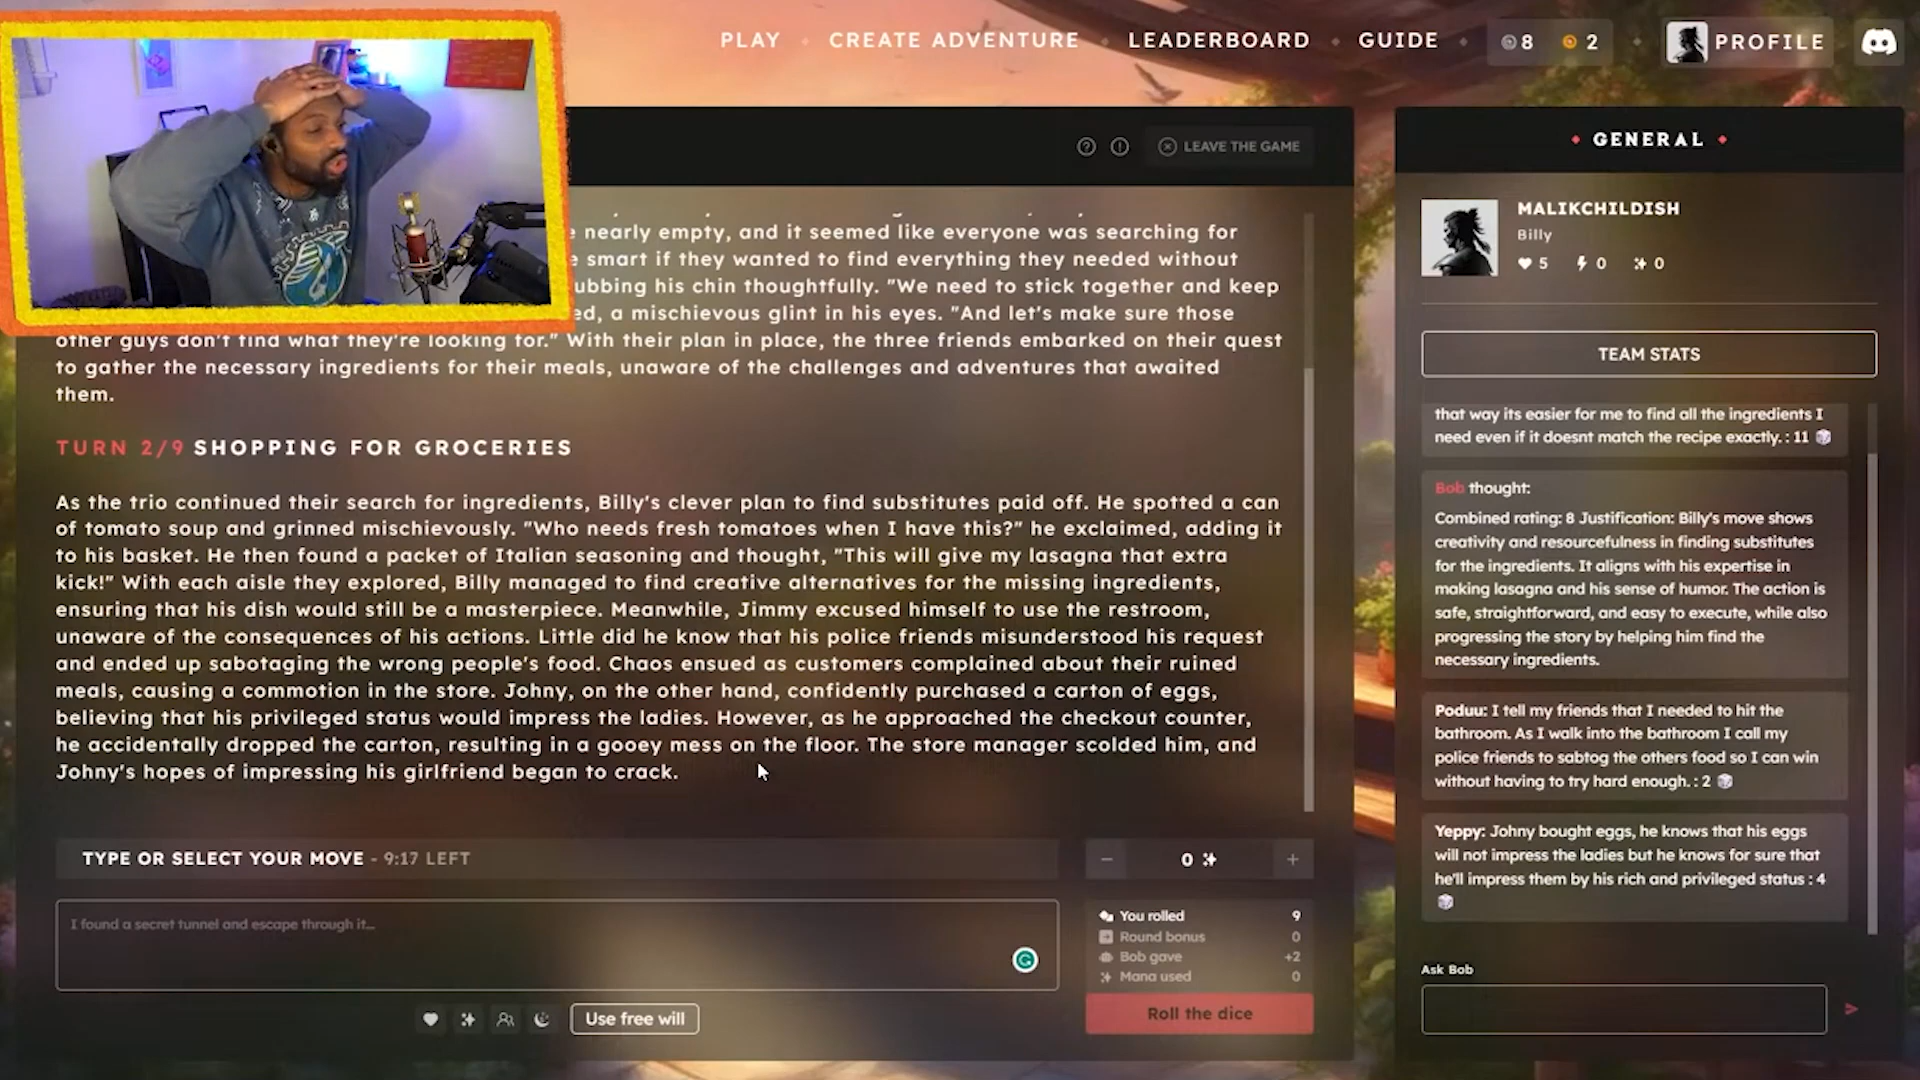 PLAY
CREATE ADVENTURE
LEADERBOARD
GUIDE
8
2
PROFILE
LEAVE THE GAME
nearly empty, and it seemed like everyone was searching for
smart if they wanted to find everything they needed without
ubbing his chin thoughtfully. "We need to stick together and keep
ed, a mischievous glint in his eyes. "And let's make sure those
other guys don't find what they're looking for." With their plan in place, the three friends embarked on their quest
to gather the necessary ingredients for their meals, unaware of the challenges and adventures that awaited
them.
TURN 2/9 SHOPPING FOR GROCERIES
As the trio continued their search for ingredients, Billy's clever plan to find substitutes paid off. He spotted a can
of tomato soup and grinned mischievously. "Who needs fresh tomatoes when I have this?" he exclaimed, adding it
to his basket. He then found a packet of Italian seasoning and thought, "This will give my lasagna that extra
kick!" With each aisle they explored, Billy managed to find creative alternatives for the missing ingredients,
ensuring that his dish would still be a masterpiece. Meanwhile, Jimmy excused himself to use the restroom,
unaware of the consequences of his actions. Little did he know that his police friends misunderstood his request
and ended up sabotaging the wrong people's food. Chaos ensued as customers complained about their ruined
meals, causing a commotion in the store. Johny, on the other hand, confidently purchased a carton of eggs,
believing that his privileged status would impress the ladies. However, as he approached the checkout counter,
he accidentally dropped the carton, resulting in a gooey mess on the floor. The store manager scolded him, and
Johny's hopes of impressing his girlfriend began to crack.
TYPE OR SELECT YOUR MOVE - 9:17 LEFT
0
I found a secret tunnel and escape through it...
You rolled 9
Round bonus 0
Bob gave +2
Mana used 0
Use free will
Roll the dice
GENERAL
MALIKCHILDISH
Billy
5 0 0
TEAM STATS
that way its easier for me to find all the ingredients I
need even if it doesnt match the recipe exactly. : 11
Bob thought:
Combined rating: 8 Justification: Billy's move shows
creativity and resourcefulness in finding substitutes
for the ingredients. It aligns with his expertise in
making lasagna and his sense of humor. The action is
safe, straightforward, and easy to execute, while also
progressing the story by helping him find the
necessary ingredients.
Poduu: I tell my friends that I needed to hit the
bathroom. As I walk into the bathroom I call my
police friends to sabtog the others food so I can win
without having to try hard enough. : 2
Yeppy: Johny bought eggs, he knows that his eggs
will not impress the ladies but he knows for sure that
he'll impress them by his rich and privileged status : 4
Ask Bob